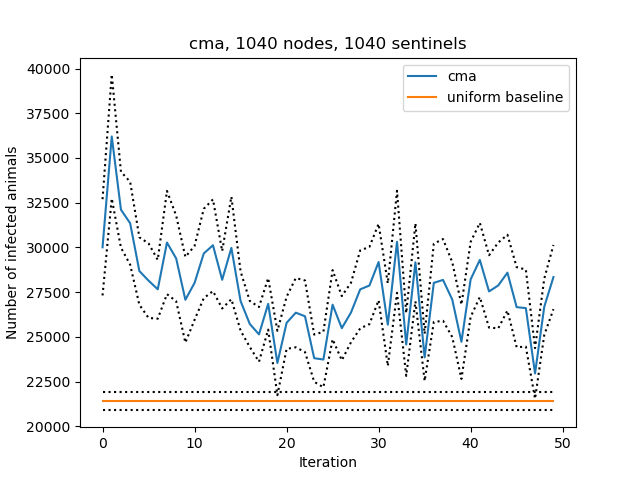 cma, 1040 nodes, 1040 sentinels
cma
uniform baseline
Number of infected animals
40000
37500
35000
32500
30000
27500
25000
22500
20000
0 10 20 30 40 50
Iteration